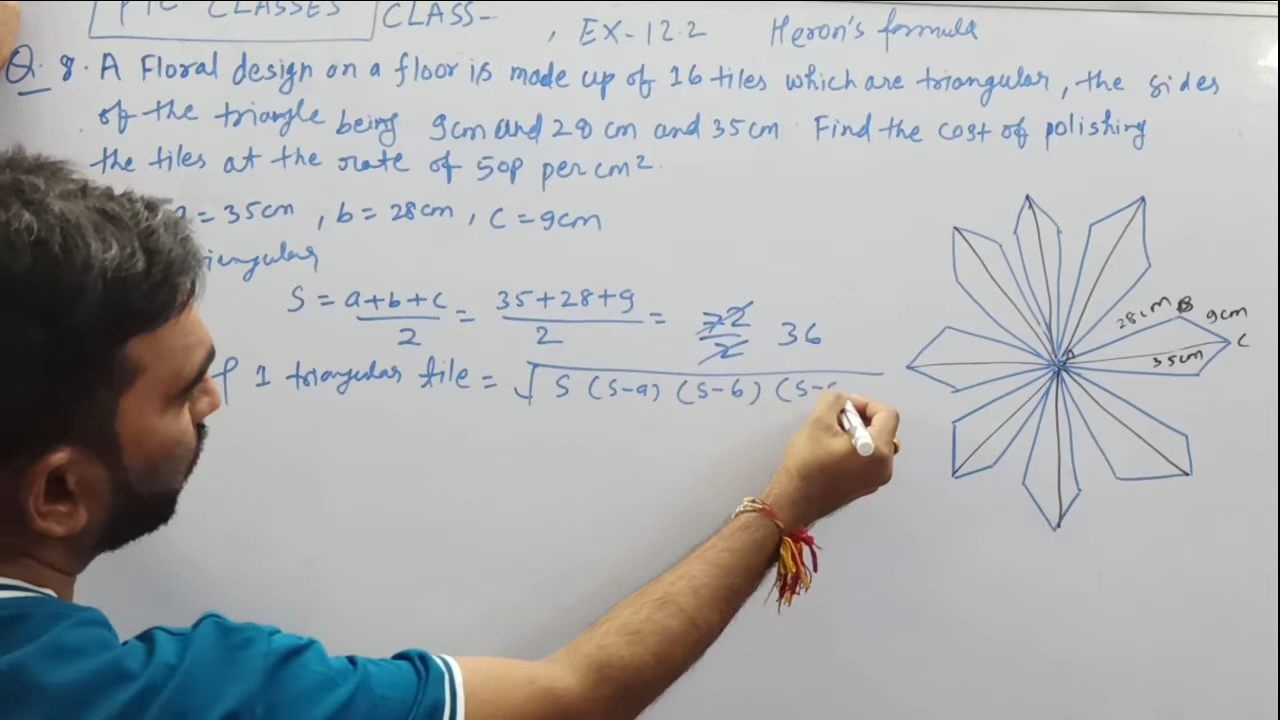 PTC CLASSES CLASS-
, EX-12.2 Heron's formula
Q.8. A Floral design on a floor is made up of 16 tiles which are triangular, the sides
of the triangle being 9cm and 28cm and 35cm Find the cost of polishing
the tiles at the rate of 50P per cm²
= 35cm, b = 28cm, c = 9cm
S = a+b+c/2 = 35+28+9/2 = 72/2 36
1 triangular tile = √S (S-a) (S-b) (S-
28cm B 9cm
35cm C